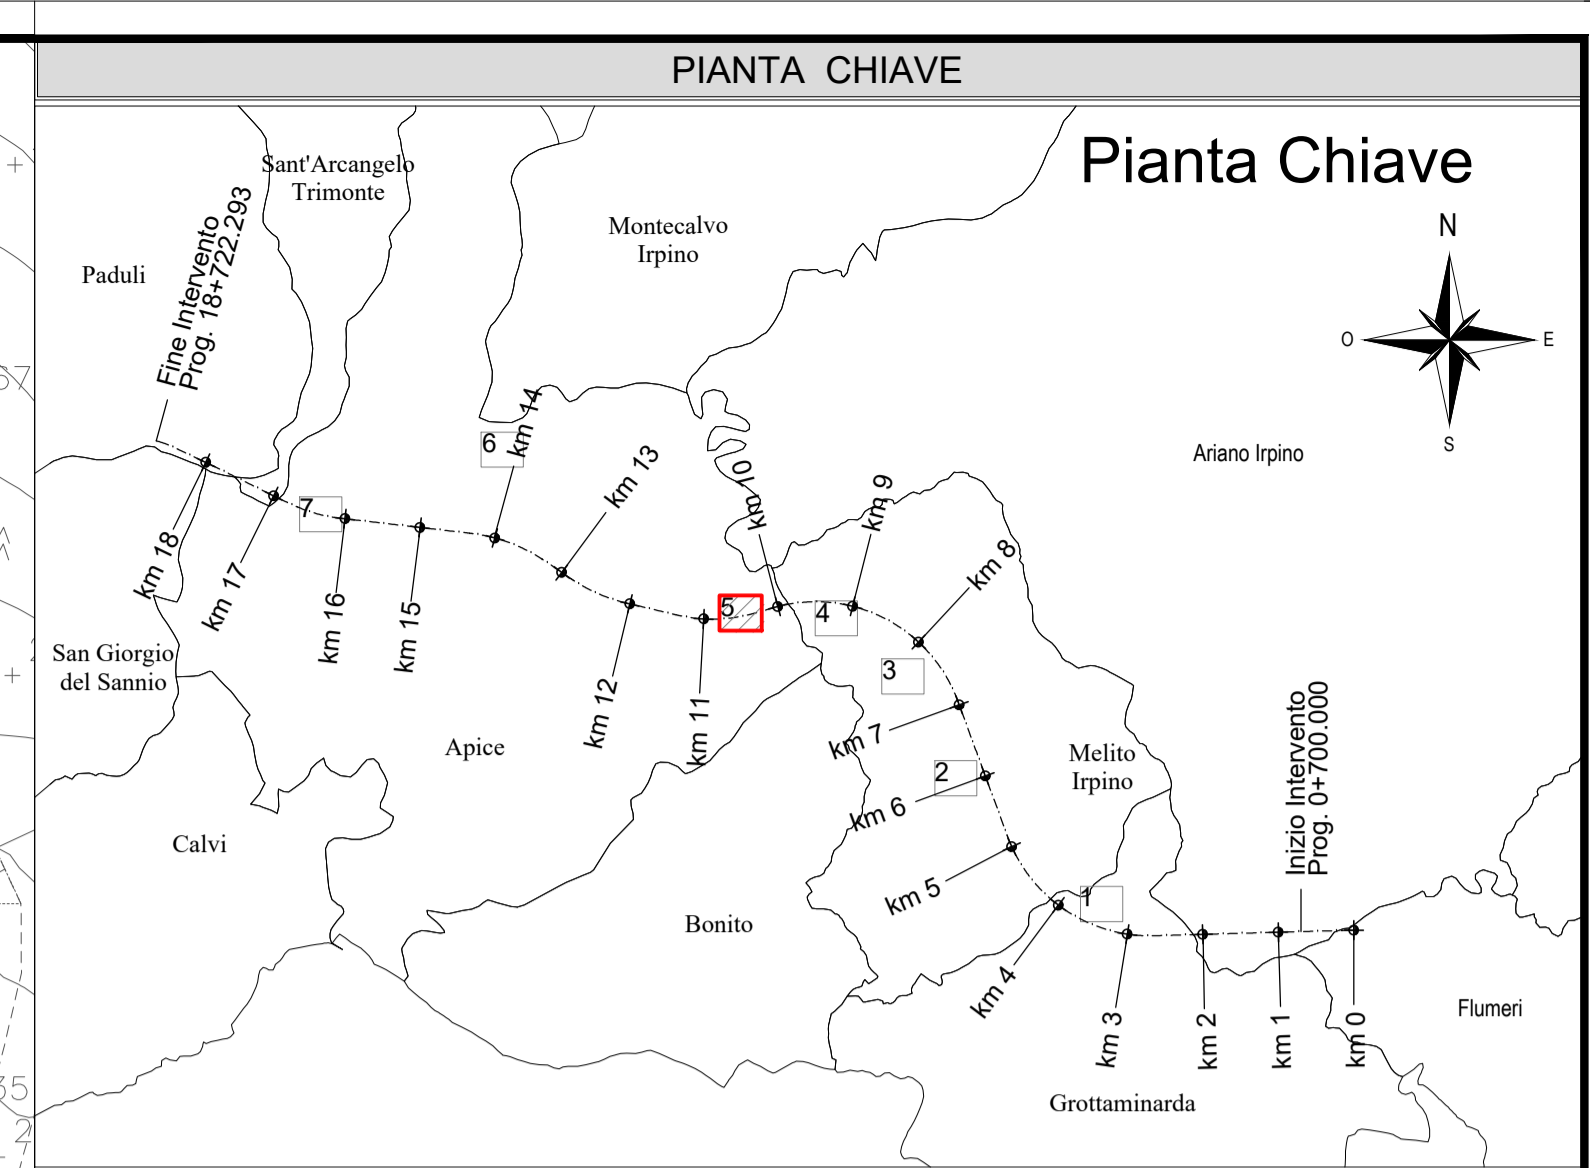 PIANTA CHIAVE
Pianta Chiave
Sant'Arcangelo
Trimonte
Montecalvo
Irpino
Paduli
Fine Intervento
Prog. 18+722.293
N
O
E
S
Ariano Irpino
6
km 14
km 13
km 10
km 9
km 8
7
km 18
km 17
km 16
km 15
5
4
3
km 12
km 11
km 7
2
km 6
San Giorgio
del Sannio
Apice
Melito
Irpino
Inizio Intervento
Prog. 0+700.000
Calvi
Bonito
km 5
1
km 4
km 3
km 2
km 1
km 0
Flumeri
Grottaminarda